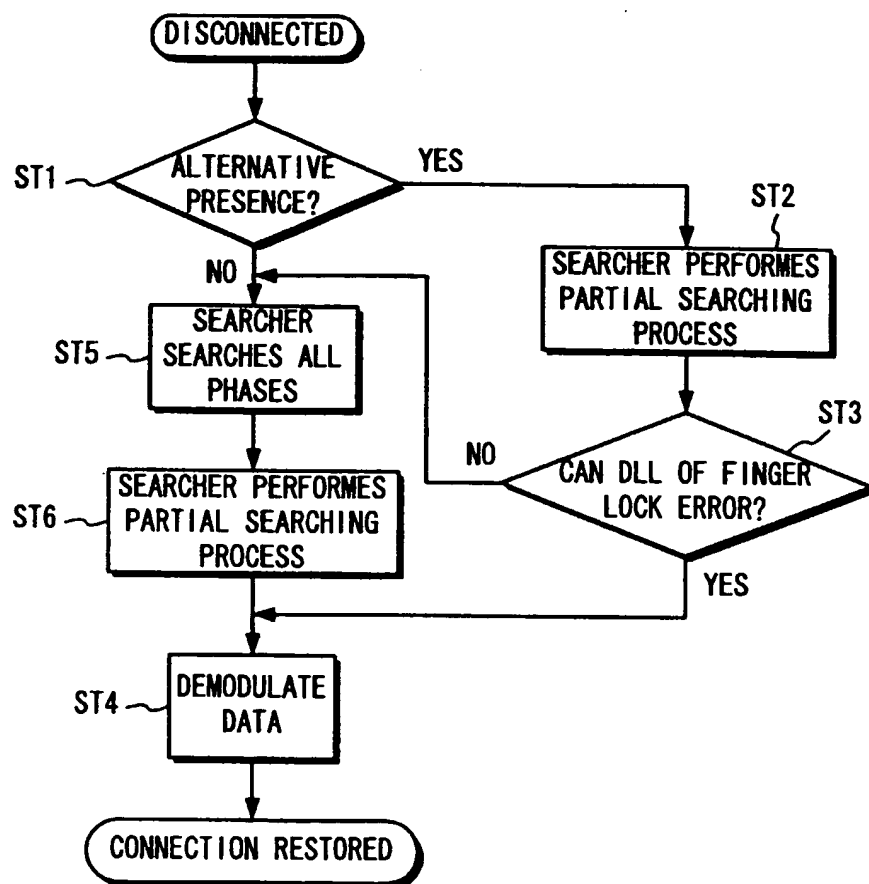 DISCONNECTED
ST1
ALTERNATIVE
PRESENCE?
YES
NO
ST2
SEARCHER PERFORMES
PARTIAL SEARCHING
PROCESS
ST5
SEARCHER
SEARCHES ALL
PHASES
ST3
NO
CAN DLL OF FINGER
LOCK ERROR?
YES
ST6
SEARCHER PERFORMES
PARTIAL SEARCHING
PROCESS
ST4
DEMODULATE
DATA
CONNECTION RESTORED